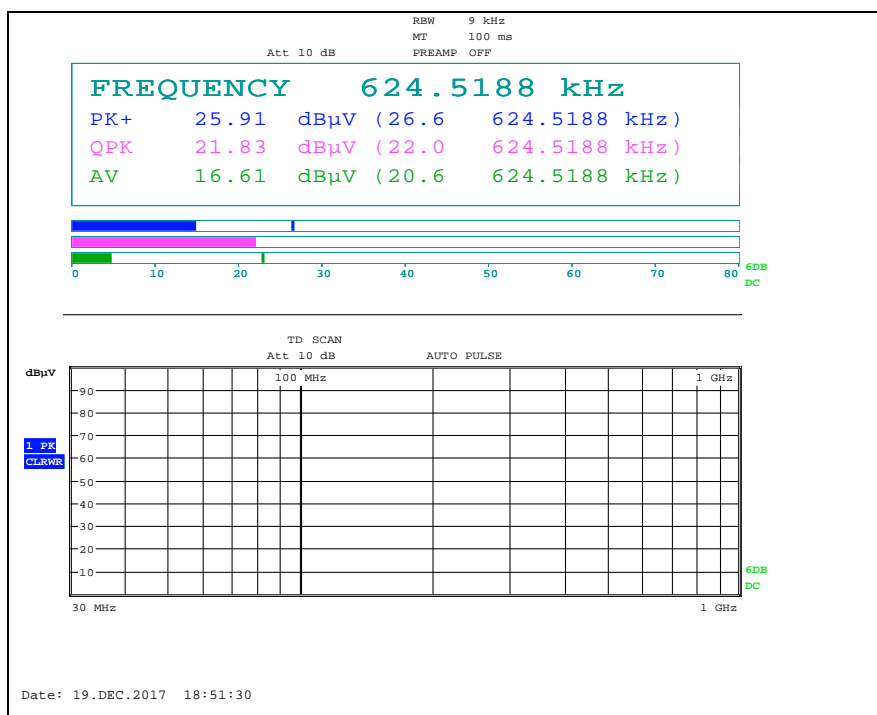 RBW 9 kHz
MT 100 ms
Att 10 dB PREAMP OFF
FREQUENCY 624.5188 kHz
PK+ 25.91 dBµV (26.6 624.5188 kHz)
QPK 21.83 dBµV (22.0 624.5188 kHz)
AV 16.61 dBµV (20.6 624.5188 kHz)
0 10 20 30 40 50 60 70 80
6DB
DC
TD SCAN
Att 10 dB AUTO PULSE
dBµV
100 MHz 1 GHz
90
80
70
1 PK
CLRWR
60
50
40
30
20
10
6DB
DC
30 MHz 1 GHz
Date: 19.DEC.2017 18:51:30